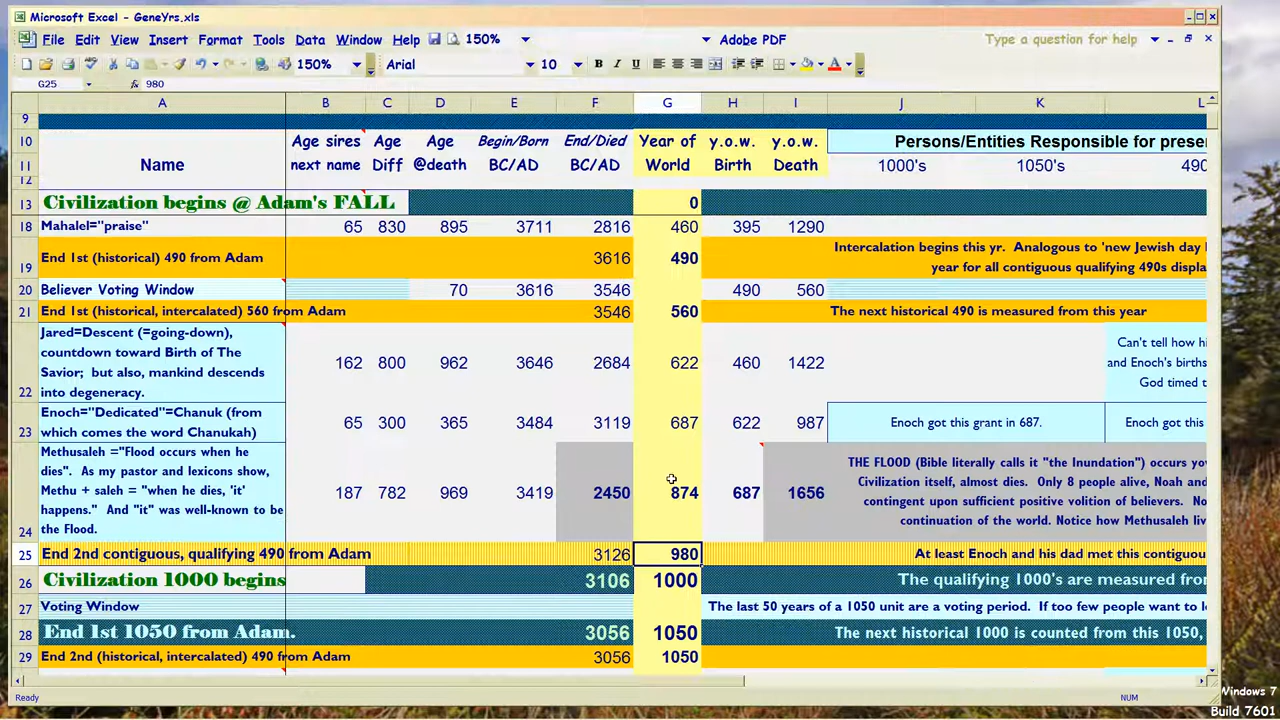 Microsoft Excel - GeneYrs.xls
File Edit View Insert Format Tools Data Window Help 150% Adobe PDF Type a question for help
150% Arial 10 B I U
G25 fx 980
A B C D E F G H I J K L
9
10 Age sires Age Age Begin/Born End/Died Year of y.o.w. y.o.w. Persons/Entities Responsible for prese
11 Name next name Diff @death BC/AD BC/AD World Birth Death 1000's 1050's 490
12
13 Civilization begins @ Adam's FALL 0
18 Mahalel="praise" 65 830 895 3711 2816 460 395 1290
Intercalation begins this yr. Analogous to 'new Jewish day
19 End 1st (historical) 490 from Adam 3616 490
year for all contiguous qualifying 490s displa
20 Believer Voting Window 70 3616 3546 490 560
21 End 1st (historical, intercalated) 560 from Adam 3546 560 The next historical 490 is measured from this year
Jared=Descent (=going-down),
countdown toward Birth of The Can't tell how hi
Savior; but also, mankind descends 162 800 962 3646 2684 622 460 1422 and Enoch's births
into degeneracy. God timed t
22
Enoch="Dedicated"=Chanuk (from
23 which comes the word Chanukah) 65 300 365 3484 3119 687 622 987 Enoch got this grant in 687. Enoch got this
Methusaleh ="Flood occurs when he
dies". As my pastor and lexicons show, THE FLOOD (Bible literally calls it "the Inundation") occurs yo
Methu + saleh = "when he dies, 'it' Civilization itself, almost dies. Only 8 people alive, Noah and
happens." And "it" was well-known to be 187 782 969 3419 2450 874 687 1656 contingent upon sufficient positive volition of believers. No
24 the Flood. continuation of the world. Notice how Methusaleh liv
25 End 2nd contiguous, qualifying 490 from Adam 3126 980 At least Enoch and his dad met this contiguou
26 Civilization 1000 begins 3106 1000 The qualifying 1000's are measured from
27 Voting Window The last 50 years of a 1050 unit are a voting period. If too few people want to l
28 End 1st 1050 from Adam. 3056 1050 The next historical 1000 is counted from this 1050,
29 End 2nd (historical, intercalated) 490 from Adam 3056 1050
Ready NUM
Windows 7
Build 7601